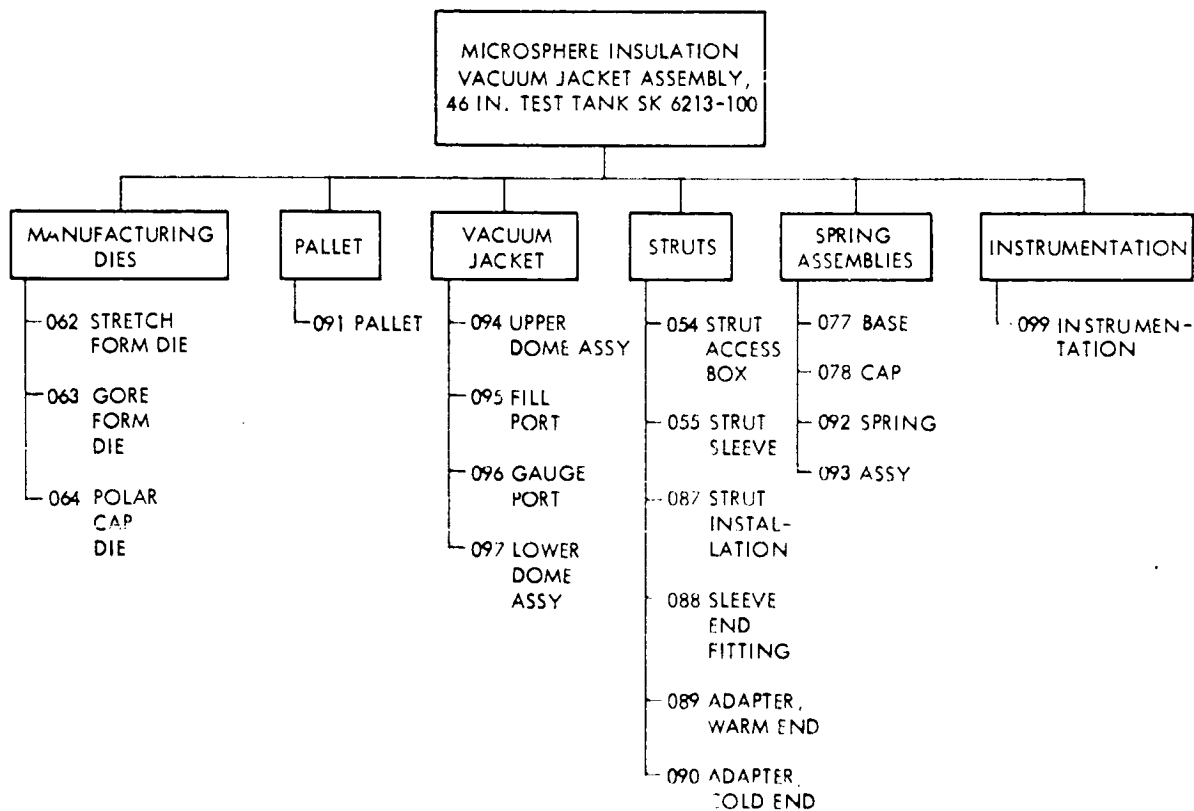 MICROSPHERE INSULATION
VACUUM JACKET ASSEMBLY,
46 IN. TEST TANK SK 6213-100
MANUFACTURING
DIES
062 STRETCH
FORM DIE
063 GORE
FORM
DIE
064 POLAR
CAP
DIE
PALLET
091 PALLET
VACUUM
JACKET
094 UPPER
DOME ASSY
095 FILL
PORT
096 GAUGE
PORT
097 LOWER
DOME
ASSY
STRUTS
054 STRUT
ACCESS
BOX
055 STRUT
SLEEVE
087 STRUT
INSTAL-
LATION
088 SLEEVE
END
FITTING
089 ADAPTER,
WARM END
090 ADAPTER,
COLD END
SPRING
ASSEMBLIES
077 BASE
078 CAP
092 SPRING
093 ASSY
INSTRUMENTATION
099 INSTRUMEN-
TATION